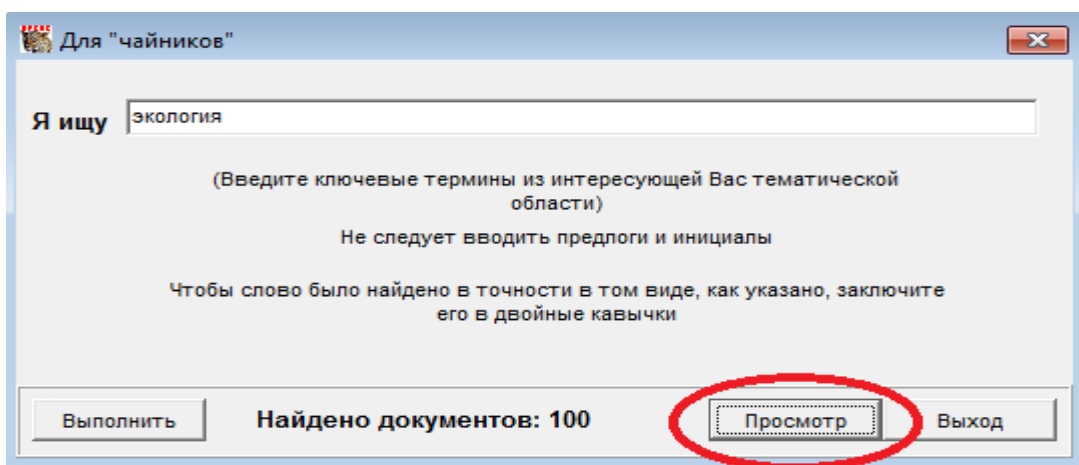 Для "чайников"
Я ищу экология
(Введите ключевые термины из интересующей Вас тематической
области)
Не следует вводить предлоги и инициалы
Чтобы слово было найдено в точности в том виде, как указано, заключите
его в двойные кавычки
Выполнить Найдено документов: 100 Просмотр Выход